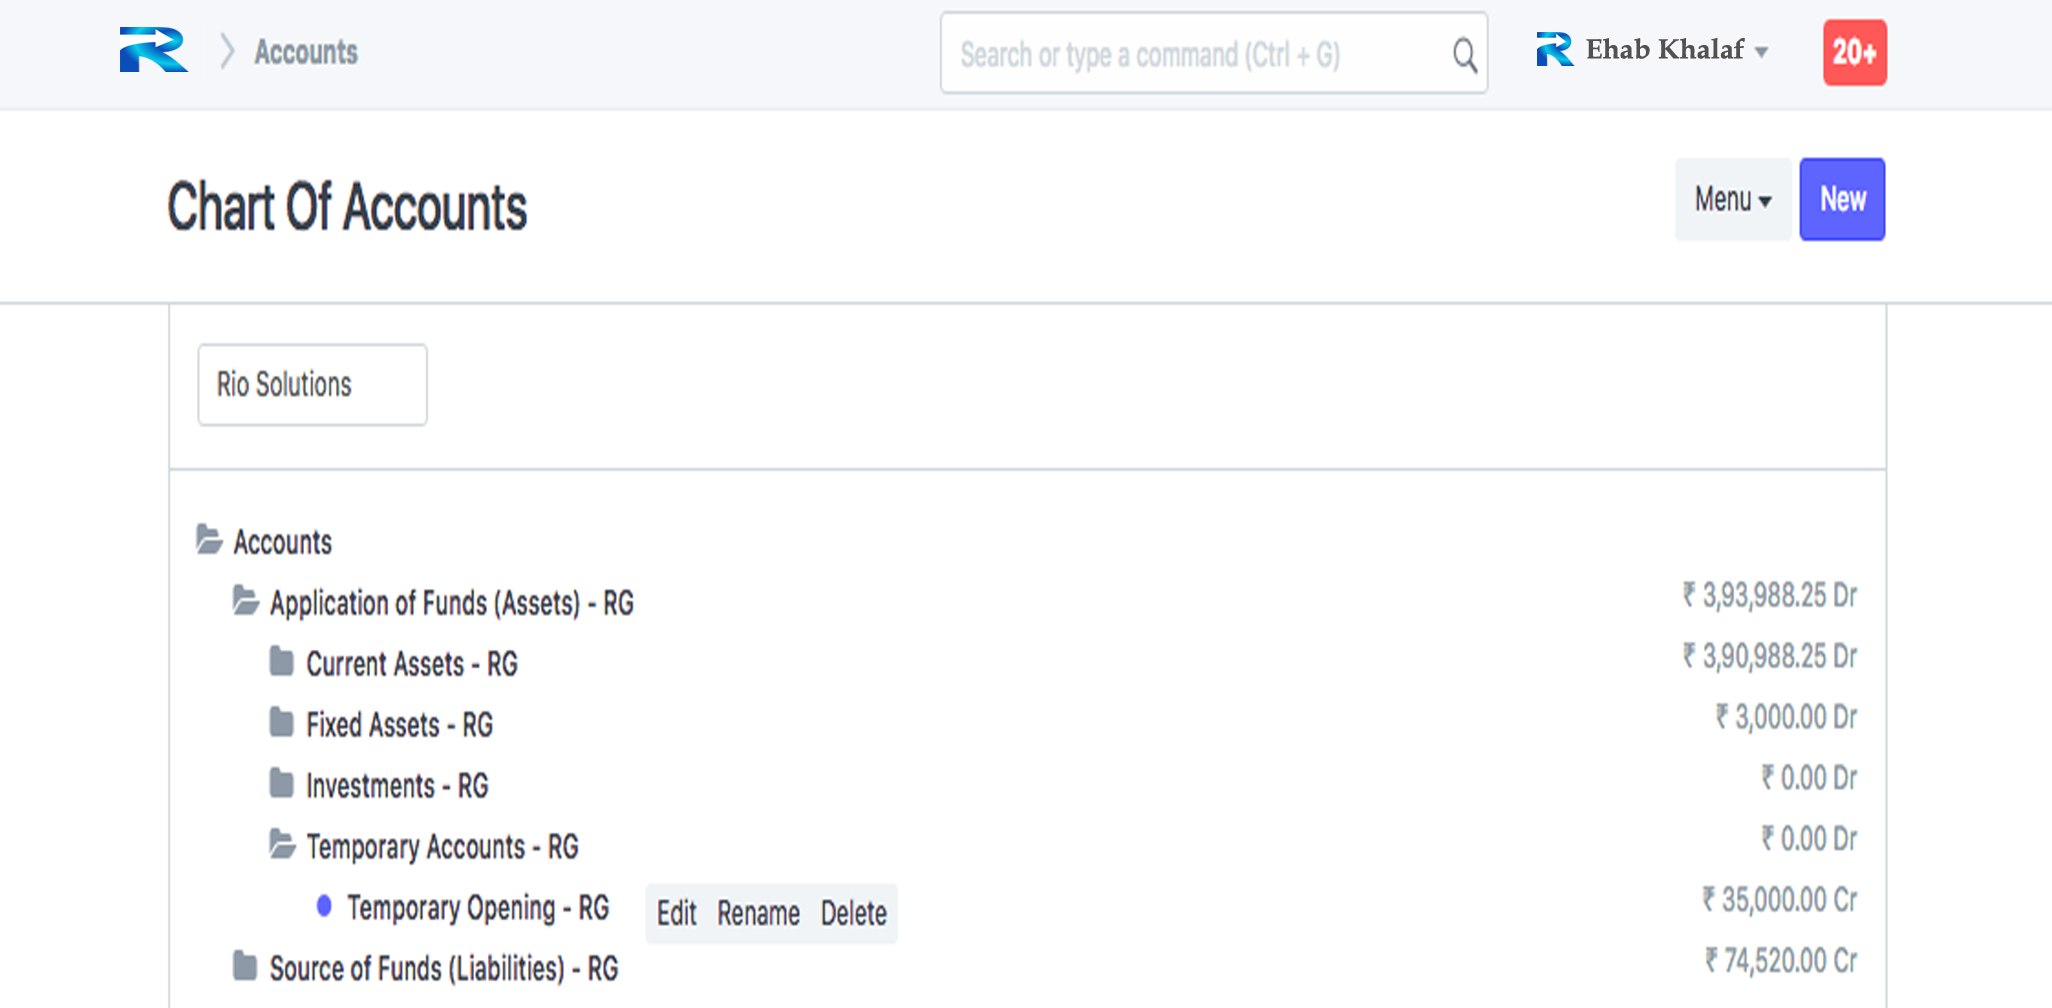 Accounts
Search or type a command (Ctrl + G)
Ehab Khalaf
20+
Chart Of Accounts
Menu
New
Rio Solutions
Accounts
Application of Funds (Assets) - RG ₹ 3,93,988.25 Dr
Current Assets - RG ₹ 3,90,988.25 Dr
Fixed Assets - RG ₹ 3,000.00 Dr
Investments - RG ₹ 0.00 Dr
Temporary Accounts - RG ₹ 0.00 Dr
Temporary Opening - RG Edit Rename Delete ₹ 35,000.00 Cr
Source of Funds (Liabilities) - RG ₹ 74,520.00 Cr